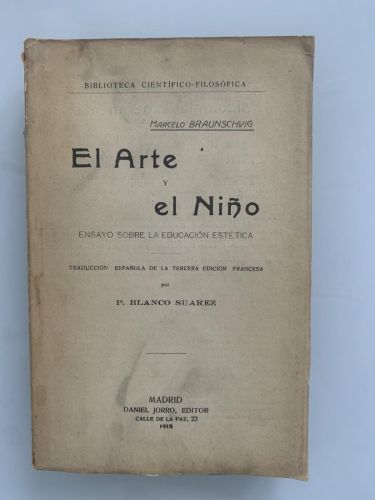 BIBLIOTECA CIENTÍFICO-FILOSÓFICA
MARCELO BRAUNSCHVIG
El Arte
Y
el Niño
ENSAYO SOBRE LA EDUCACIÓN ESTÉTICA
TRADUCCIÓN ESPAÑOLA DE LA TERCERA EDICIÓN FRANCESA
por
P. BLANCO SUAREZ
MADRID
DANIEL JORRO, EDITOR
CALLE DE LA PAZ, 23